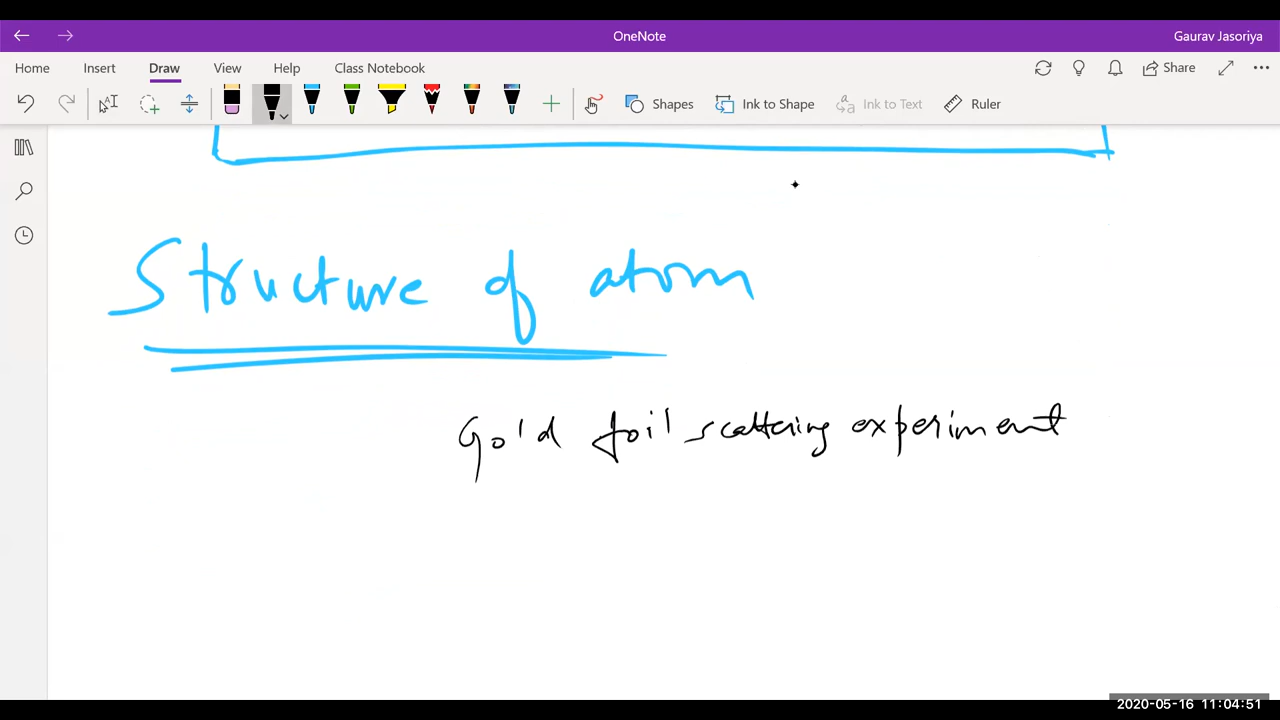 OneNote
Gaurav Jasoriya
Home Insert Draw View Help Class Notebook Share
Shapes Ink to Shape Ink to Text Ruler
Structure of atom
Gold foil scattering experiment
2020-05-16 11:04:51